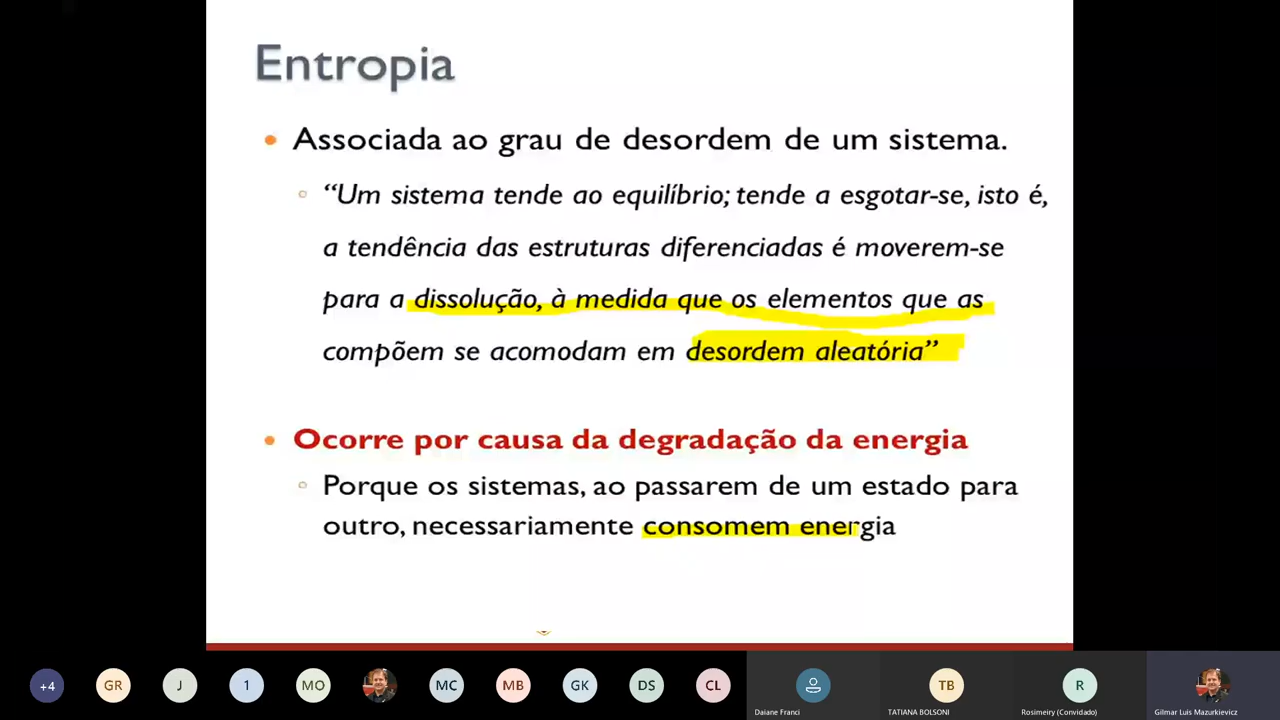 Entropia
Associada ao grau de desordem de um sistema.
“Um sistema tende ao equilíbrio; tende a esgotar-se, isto é,
a tendência das estruturas diferenciadas é moverem-se
para a dissolução, à medida que os elementos que as
compõem se acomodam em desordem aleatória”
Ocorre por causa da degradação da energia
Porque os sistemas, ao passarem de um estado para
outro, necessariamente consomem energia
+4 GR J 1 MO MC MB GK DS CL TB R
Daiane Franci TATIANA BOLSONI Rosimeiry (Convidado) Gilmar Luis Mazurkievicz